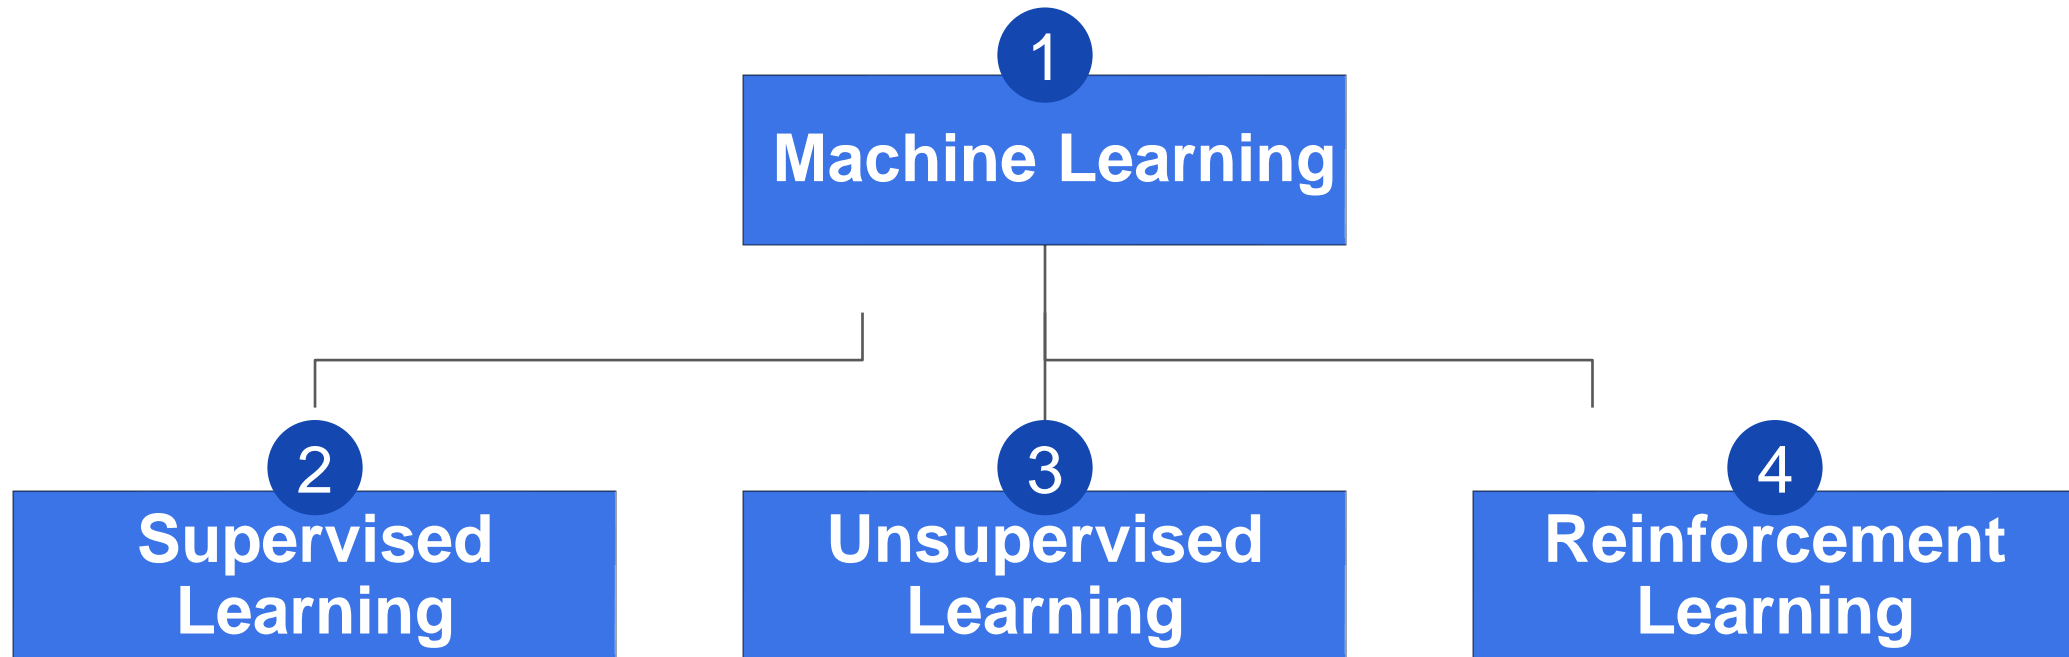 1
Machine Learning
2
Supervised
Learning
3
Unsupervised
Learning
4
Reinforcement
Learning